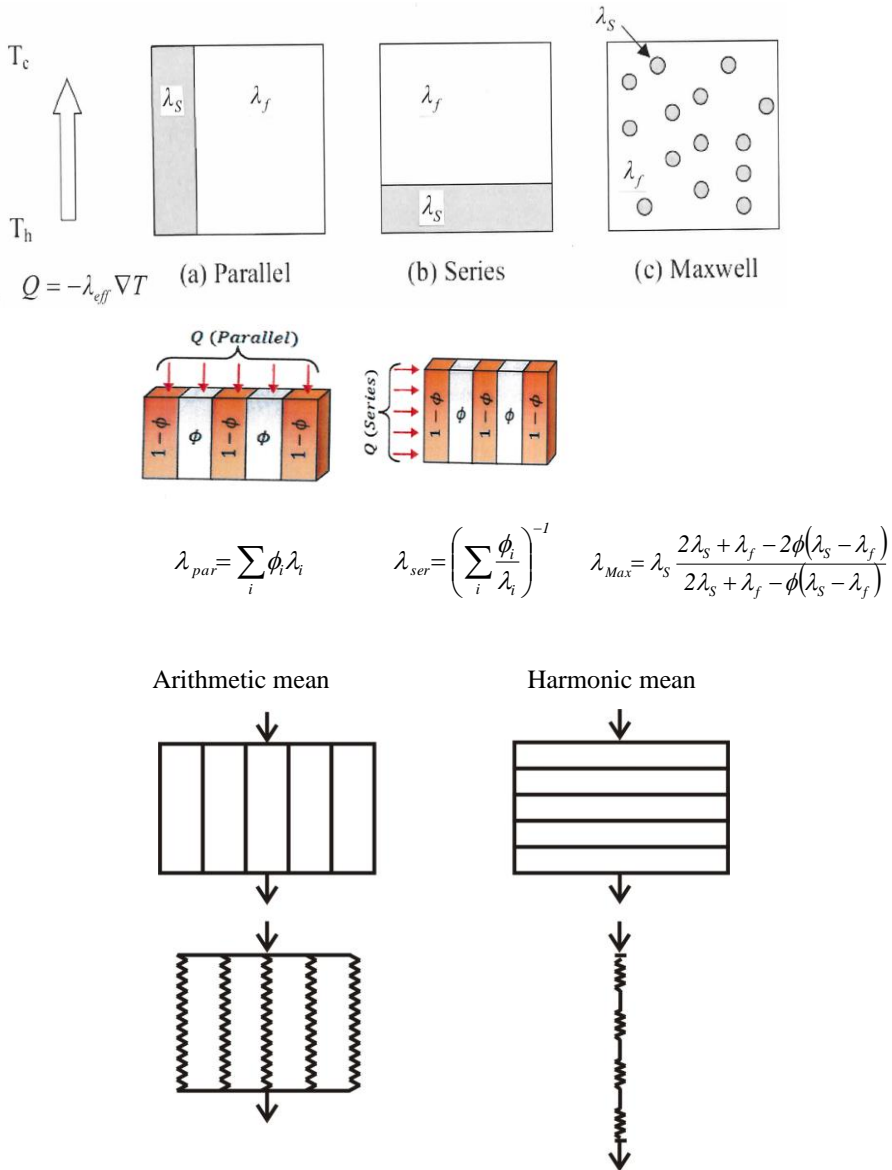 λS
Tc
λS λf
λf
λf
λS
Th
Q = −λeff ∇T
(a) Parallel
(b) Series
(c) Maxwell
Q (Parallel)
1 − ϕ ϕ 1 − ϕ ϕ 1 − ϕ
Q (Series)
1 − ϕ ϕ 1 − ϕ ϕ 1 − ϕ
λpar= ∑i ϕiλi
λser= (∑i ϕi/λi)^-1
λMax= λS (2λS + λf − 2ϕ(λS − λf))/(2λS + λf − ϕ(λS − λf))
Arithmetic mean
Harmonic mean